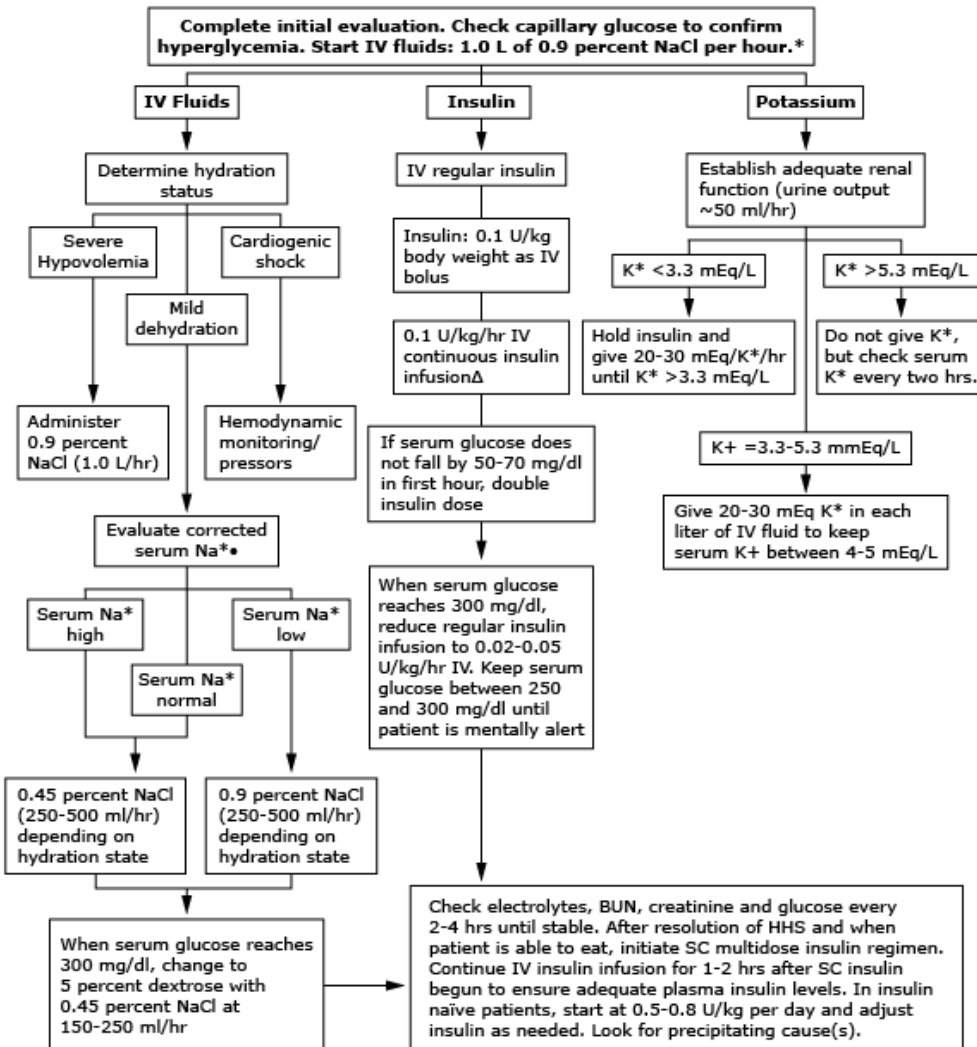 Complete initial evaluation. Check capillary glucose to confirm
hyperglycemia. Start IV fluids: 1.0 L of 0.9 percent NaCl per hour.*
IV Fluids
Insulin
Potassium
Determine hydration
status
Severe
Hypovolemia
Cardiogenic
shock
Mild
dehydration
Administer
0.9 percent
NaCl (1.0 L/hr)
Hemodynamic
monitoring/
pressors
Evaluate corrected
serum Na*•
Serum Na*
high
Serum Na*
low
Serum Na*
normal
0.45 percent NaCl
(250-500 ml/hr)
depending on
hydration state
0.9 percent NaCl
(250-500 ml/hr)
depending on
hydration state
When serum glucose reaches
300 mg/dl, change to
5 percent dextrose with
0.45 percent NaCl at
150-250 ml/hr
IV regular insulin
Insulin: 0.1 U/kg
body weight as IV
bolus
0.1 U/kg/hr IV
continuous insulin
infusionΔ
If serum glucose does
not fall by 50-70 mg/dl
in first hour, double
insulin dose
When serum glucose
reaches 300 mg/dl,
reduce regular insulin
infusion to 0.02-0.05
U/kg/hr IV. Keep serum
glucose between 250
and 300 mg/dl until
patient is mentally alert
Establish adequate renal
function (urine output
~50 ml/hr)
K* <3.3 mEq/L
K* >5.3 mEq/L
Hold insulin and
give 20-30 mEq/K*/hr
until K* >3.3 mEq/L
Do not give K*,
but check serum
K* every two hrs.
K+ =3.3-5.3 mmEq/L
Give 20-30 mEq K* in each
liter of IV fluid to keep
serum K+ between 4-5 mEq/L
Check electrolytes, BUN, creatinine and glucose every
2-4 hrs until stable. After resolution of HHS and when
patient is able to eat, initiate SC multidose insulin regimen.
Continue IV insulin infusion for 1-2 hrs after SC insulin
begun to ensure adequate plasma insulin levels. In insulin
naïve patients, start at 0.5-0.8 U/kg per day and adjust
insulin as needed. Look for precipitating cause(s).